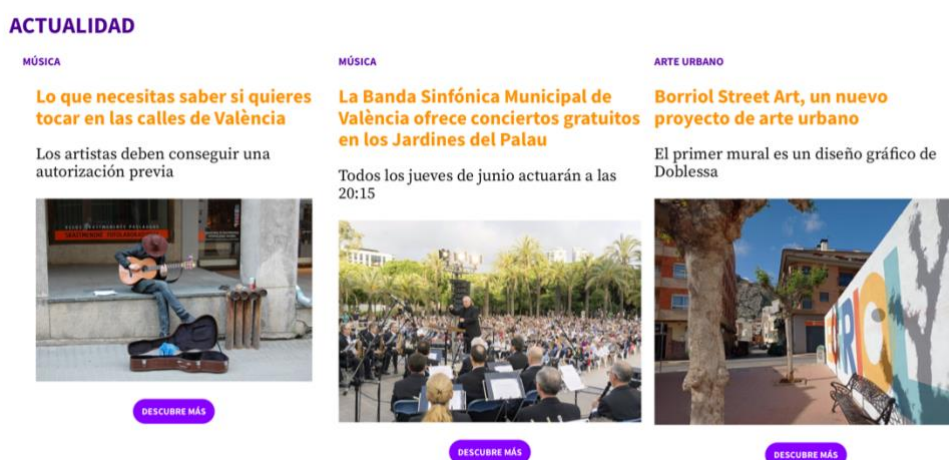 ACTUALIDAD
MÚSICA
Lo que necesitas saber si quieres
tocar en las calles de València
Los artistas deben conseguir una
autorización previa
DESCUBRE MÁS
MÚSICA
La Banda Sinfónica Municipal de
València ofrece conciertos gratuitos
en los Jardines del Palau
Todos los jueves de junio actuarán a las
20:15
DESCUBRE MÁS
ARTE URBANO
Borriol Street Art, un nuevo
proyecto de arte urbano
El primer mural es un diseño gráfico de
Doblessa
DESCUBRE MÁS